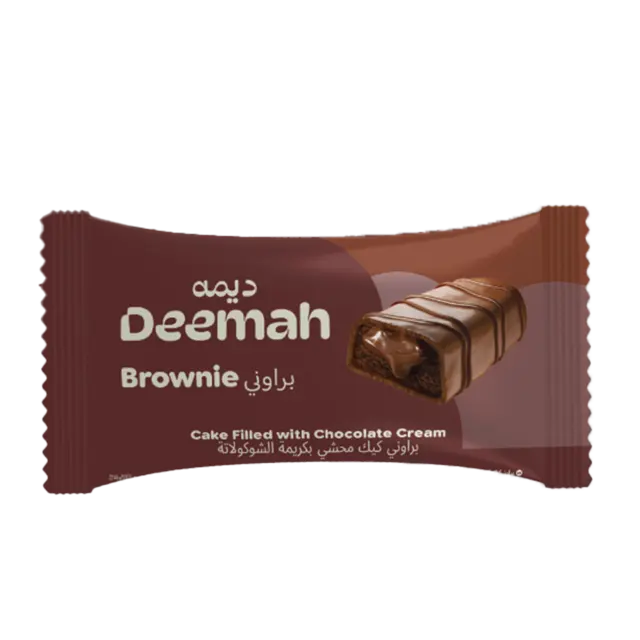 ديمه
Deemah
Brownie براوني
Cake Filled with Chocolate Cream
براوني كيك محشي بكريمة الشوكولاتة